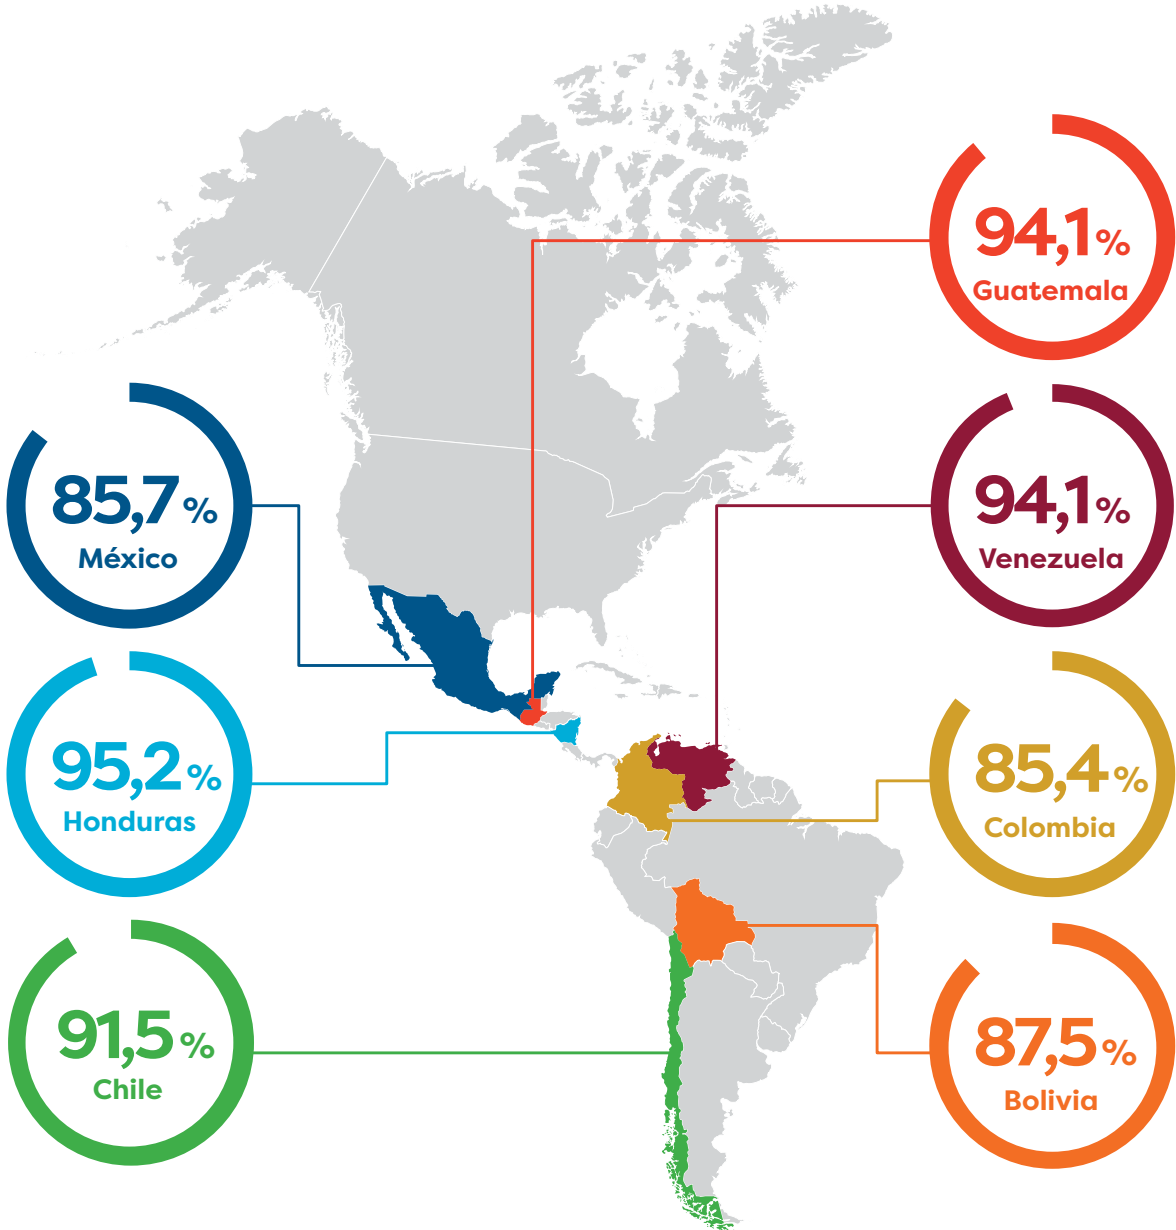 94,1%
Guatemala
85,7%
México
94,1%
Venezuela
95,2%
Honduras
85,4%
Colombia
91,5%
Chile
87,5%
Bolivia